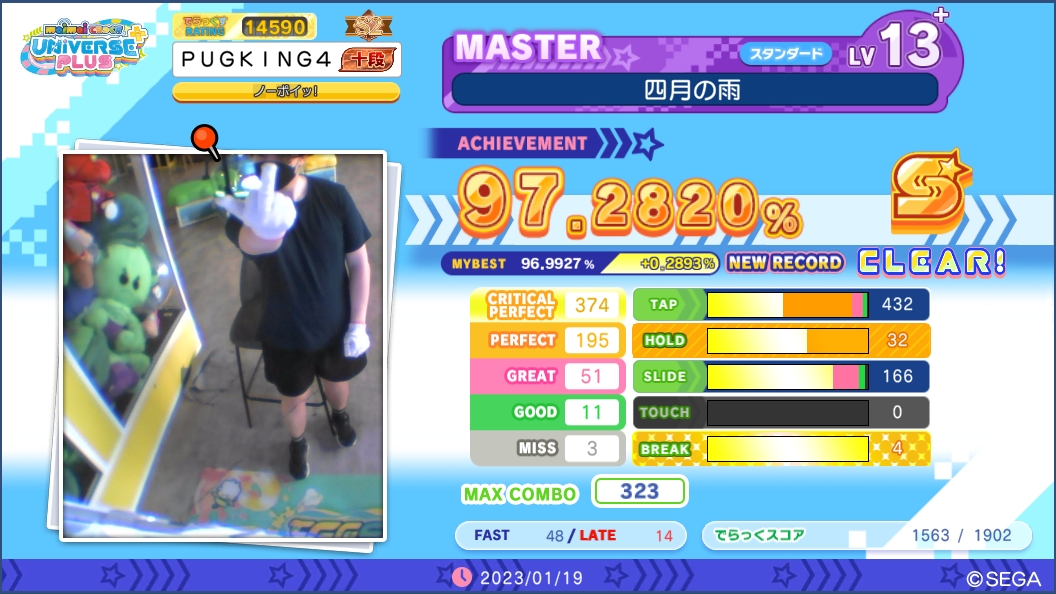 maimai でらっくす
UNiVERSE
PLUS
でらっくす
RATING 14590
PUGKING4 十段
ノーポイッ!
MASTER スタンダード LV 13+
四月の雨
ACHIEVEMENT
97.2820% S
MYBEST 96.9927% +0.2893% NEW RECORD CLEAR!
CRITICAL PERFECT 374
PERFECT 195
GREAT 51
GOOD 11
MISS 3
TAP 432
HOLD 32
SLIDE 166
TOUCH 0
BREAK 4
MAX COMBO 323
FAST 48 / LATE 14
でらっくスコア 1563 / 1902
2023/01/19
©SEGA